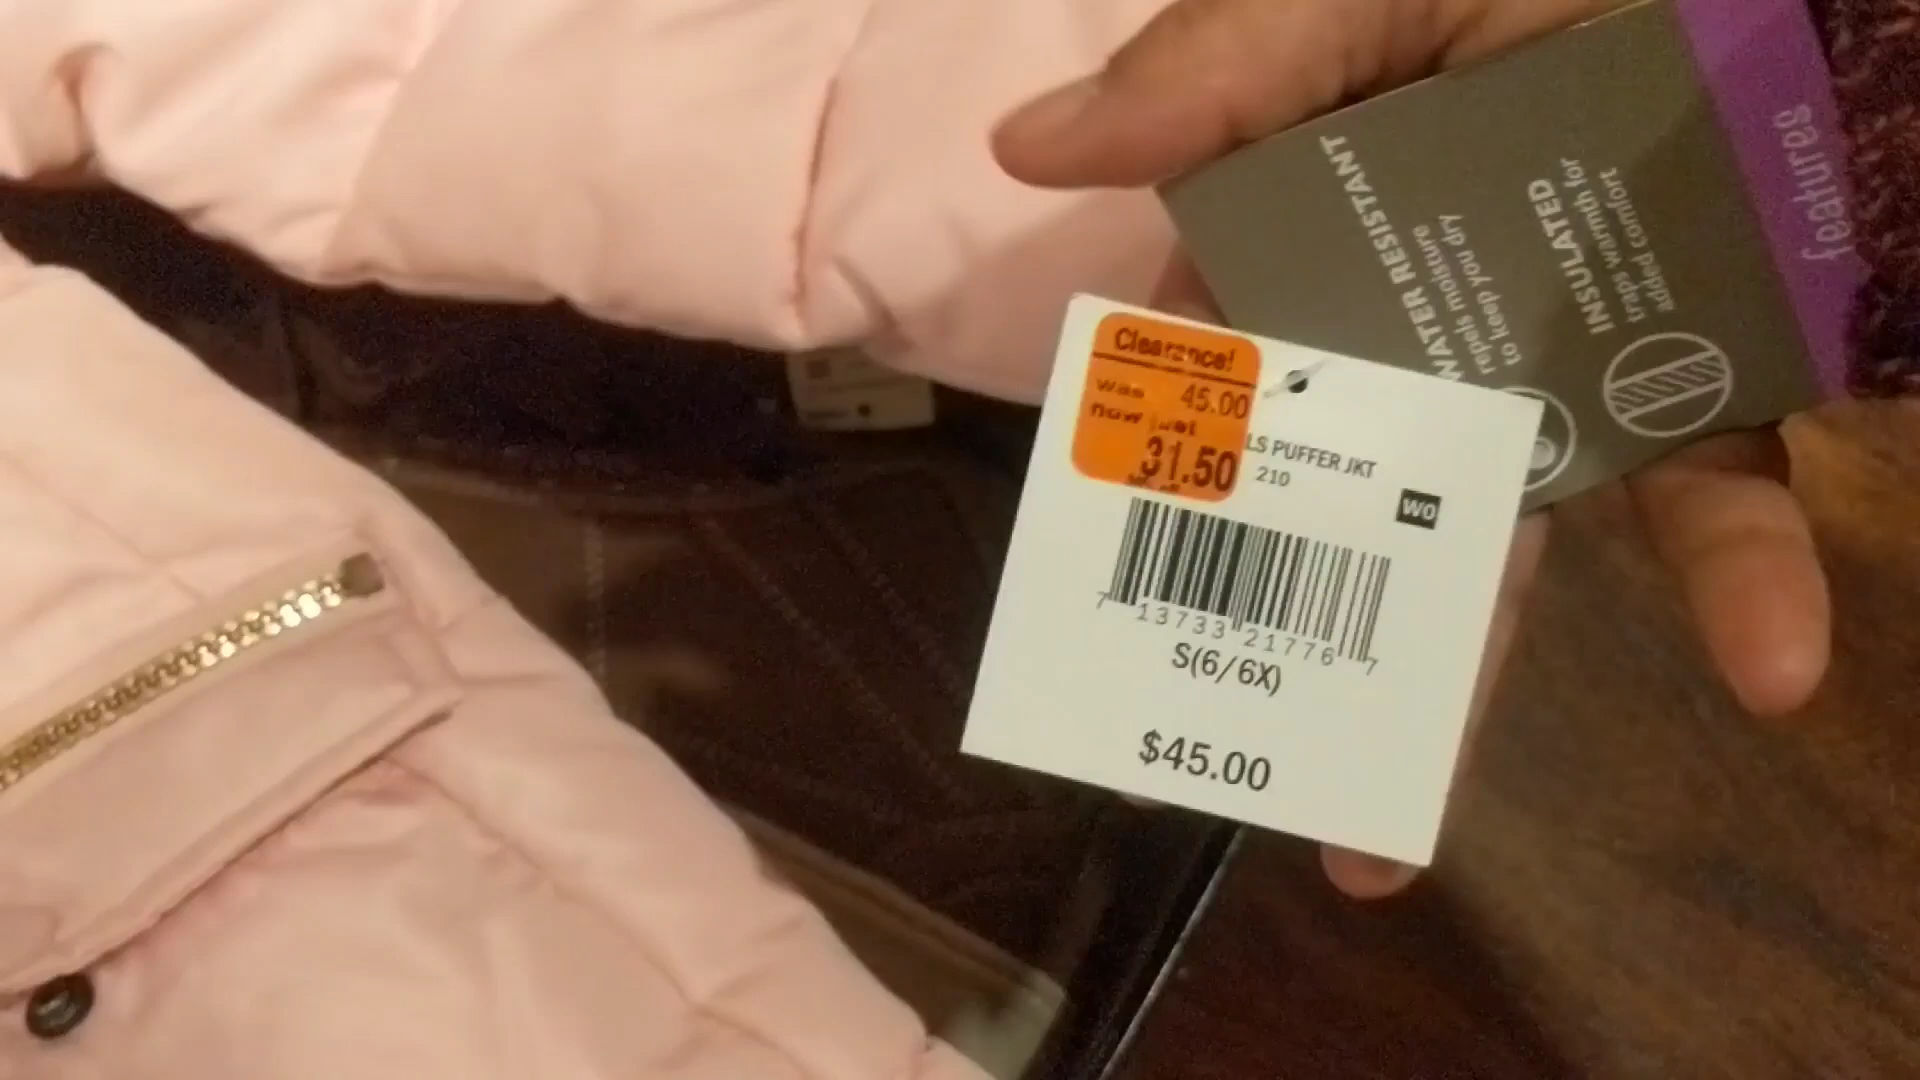 Clearance!
was 45.00
now just
31.50
LS PUFFER JKT
210
W0
7 13733 21776 7
S(6/6X)
$45.00
features
WATER RESISTANT
repels moisture
to keep you dry
INSULATED
traps warmth for
added comfort